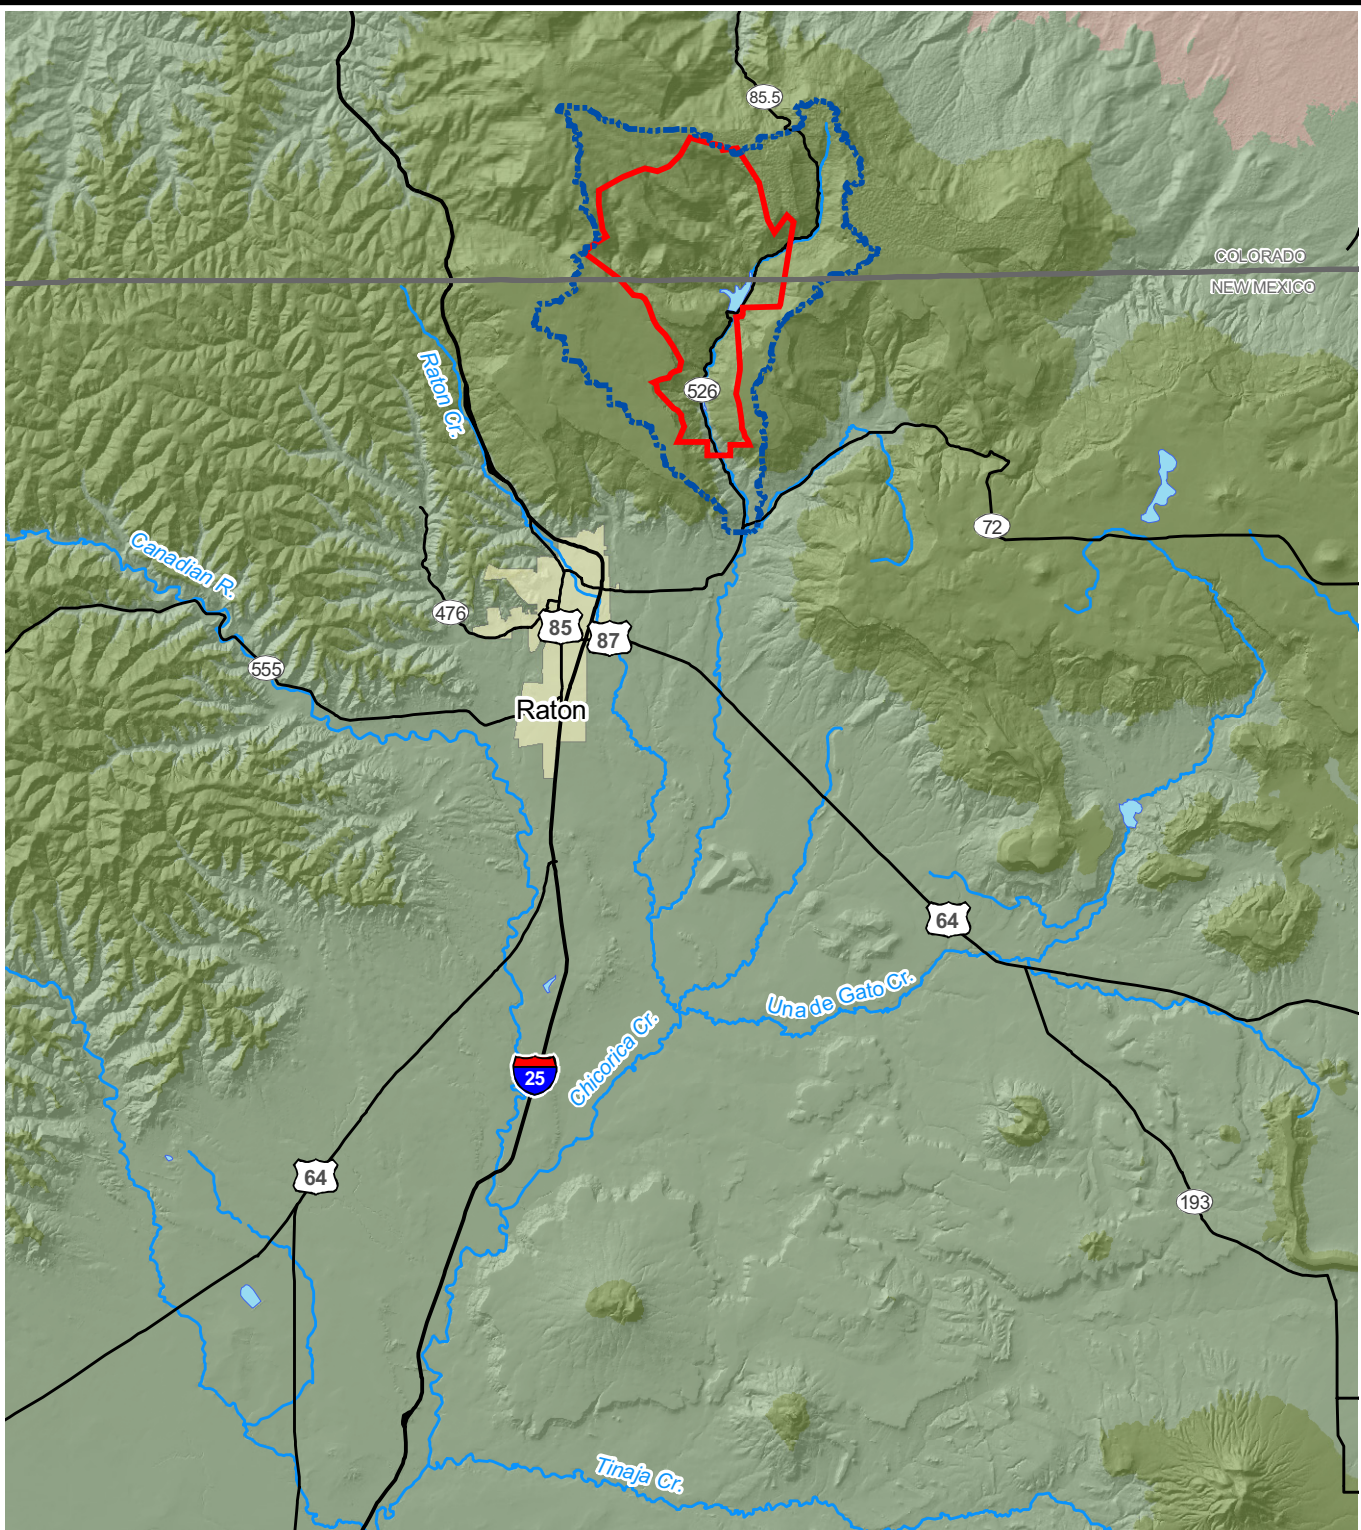 85.5
COLORADO
NEW MEXICO
Raton Cr.
526
72
Canadian R.
476
85
87
555
Raton
64
Una de Gato Cr.
Chicorica Cr.
25
64
193
Tinaja Cr.